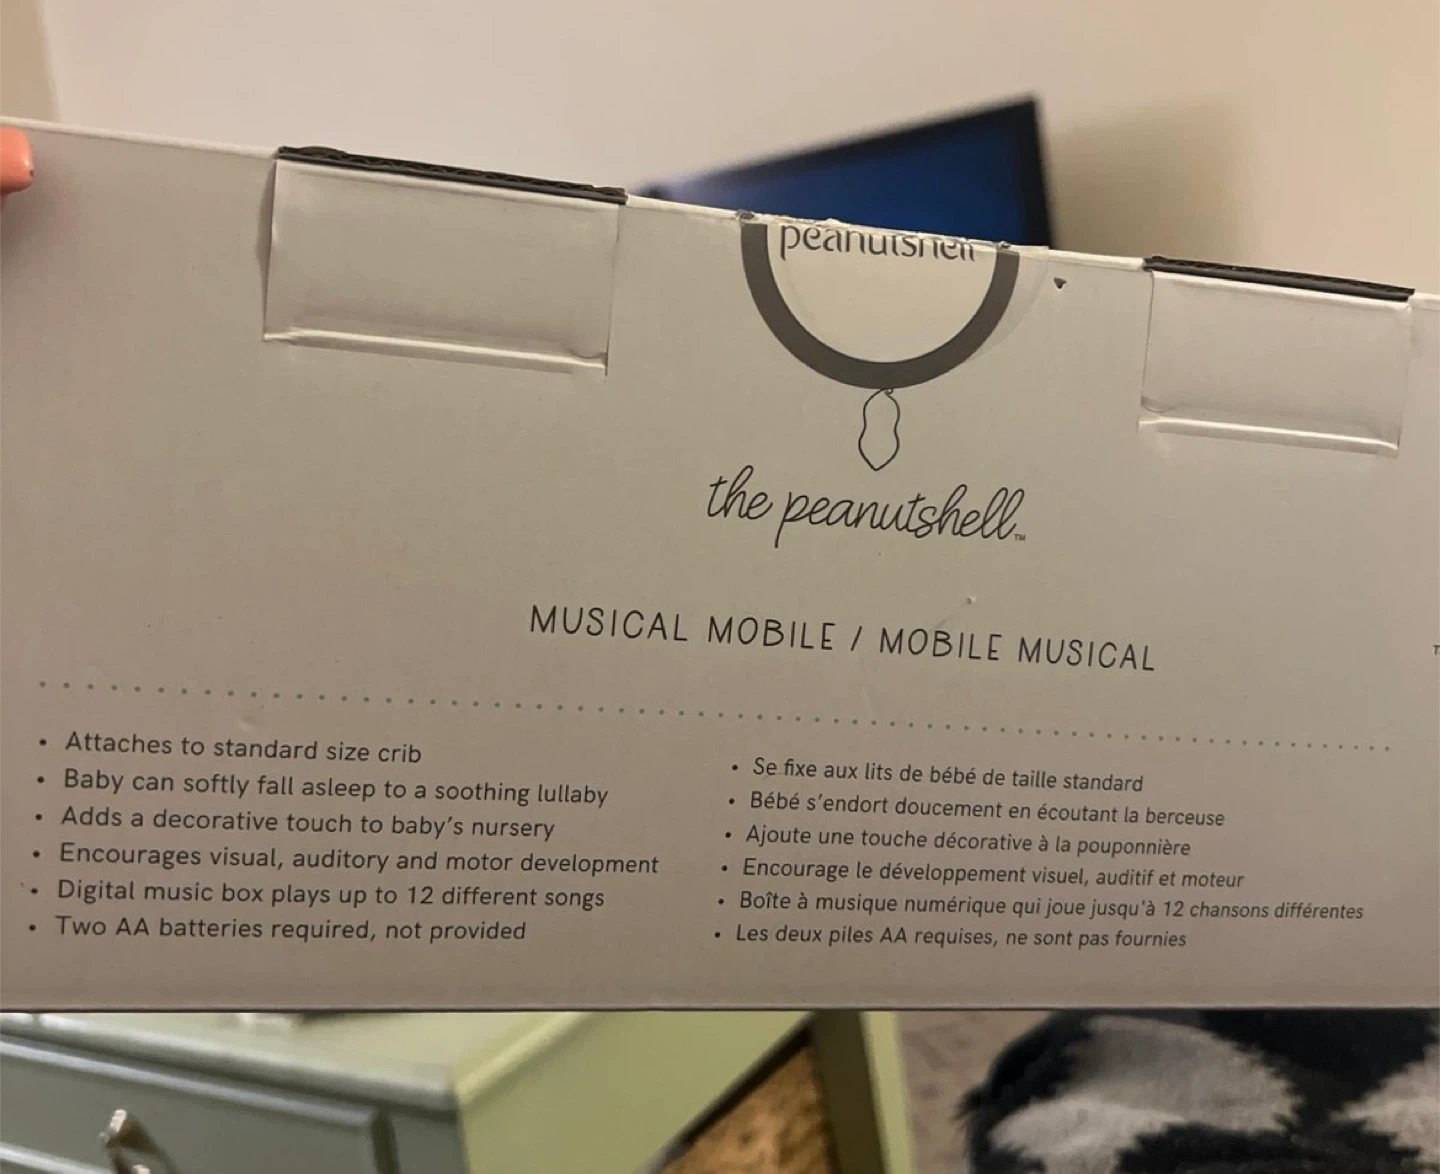 peanutshell
the peanutshell™
MUSICAL MOBILE / MOBILE MUSICAL
• Attaches to standard size crib
• Baby can softly fall asleep to a soothing lullaby
• Adds a decorative touch to baby's nursery
• Encourages visual, auditory and motor development
• Digital music box plays up to 12 different songs
• Two AA batteries required, not provided
• Se fixe aux lits de bébé de taille standard
• Bébé s'endort doucement en écoutant la berceuse
• Ajoute une touche décorative à la pouponnière
• Encourage le développement visuel, auditif et moteur
• Boîte à musique numérique qui joue jusqu'à 12 chansons différentes
• Les deux piles AA requises, ne sont pas fournies